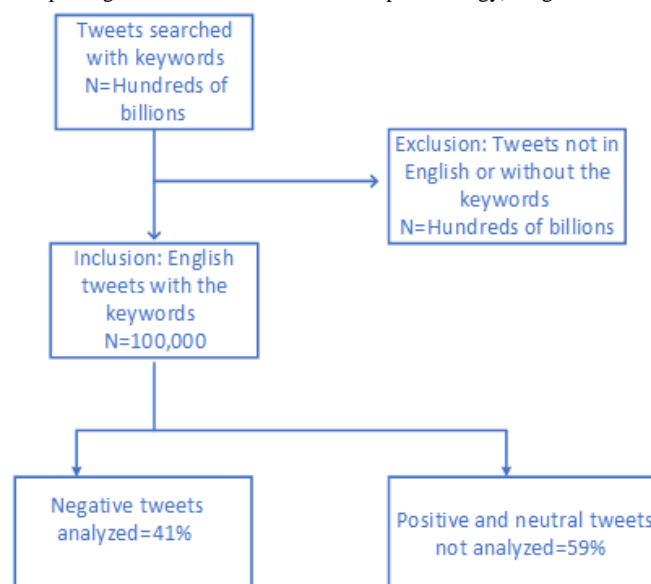 Tweets searched
with keywords
N=Hundreds of
billions
Exclusion: Tweets not in
English or without the
keywords
N=Hundreds of billions
Inclusion: English
tweets with the
keywords
N=100,000
Negative tweets
analyzed=41%
Positive and neutral tweets
not analyzed=59%